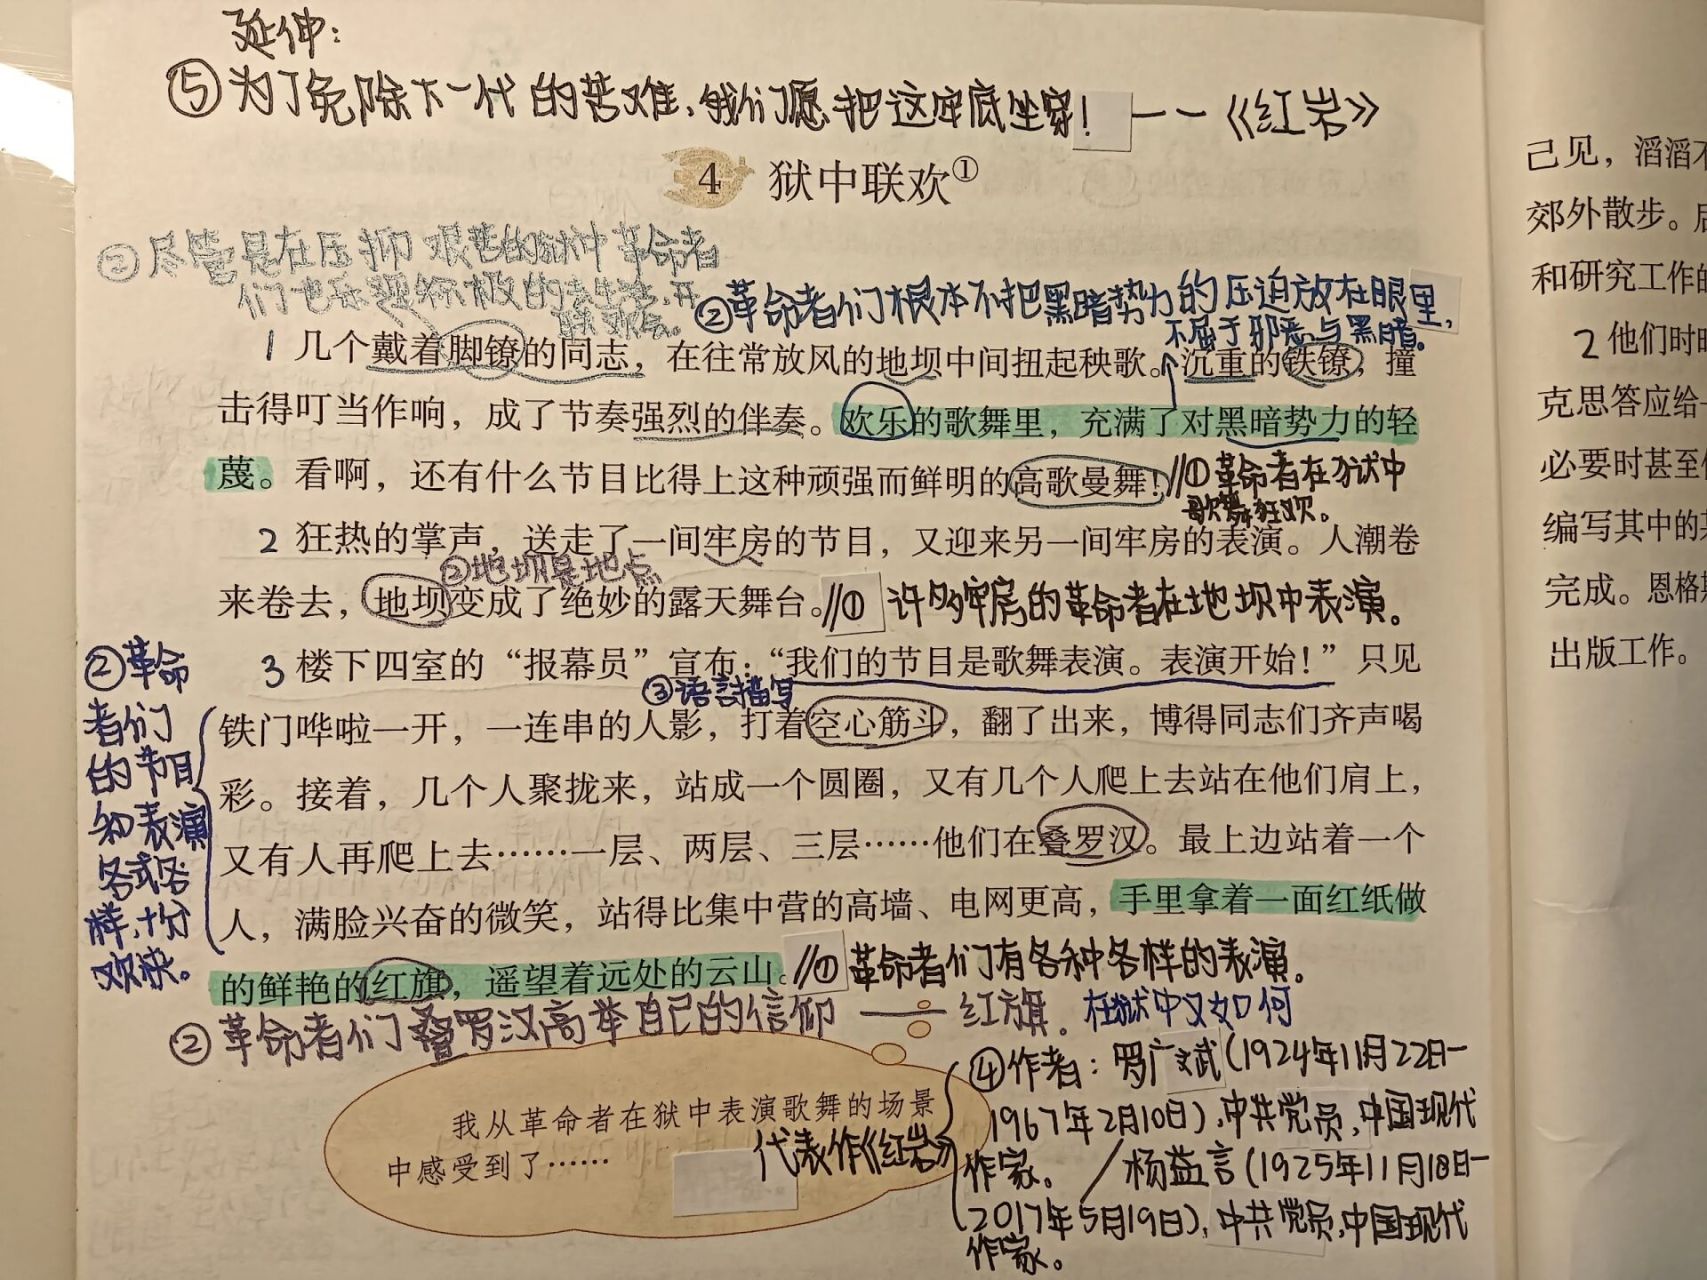 延伸：
⑤为了免除下一代的苦难，我们愿把这牢底坐穿！——《红岩》
4 狱中联欢①
②尽管是在压抑艰苦的狱中革命者
们也
②革命者们根本不把黑暗势力的压迫放在眼里，
不屈于邪恶与黑暗。
1 几个戴着脚镣的同志，在往常放风的地坝中间扭起秧歌。沉重的铁镣，撞
击得叮当作响，成了节奏强烈的伴奏。欢乐的歌舞里，充满了对黑暗势力的轻
蔑。看啊，还有什么节目比得上这种顽强而鲜明的高歌曼舞！//①革命者在狱中
歌舞狂欢。
2 狂热的掌声，送走了一间牢房的节目，又迎来另一间牢房的表演。人潮卷
②地坝是地点
来卷去，地坝变成了绝妙的露天舞台。//① 许多牢房的革命者在地坝中表演。
3 楼下四室的“报幕员”宣布：“我们的节目是歌舞表演。表演开始！”只见
③语言描写
铁门哗啦一开，一连串的人影，打着空心筋斗，翻了出来，博得同志们齐声喝
彩。接着，几个人聚拢来，站成一个圆圈，又有几个人爬上去站在他们肩上，
又有人再爬上去……一层、两层、三层……他们在叠罗汉。最上边站着一个
人，满脸兴奋的微笑，站得比集中营的高墙、电网更高，手里拿着一面红纸做
的鲜艳的红旗，遥望着远处的云山。//①革命者们有各种各样的表演。
②革命
者们
的节目
和表演
各式各
样，十分
欢快。
②革命者们叠罗汉高举自己的信仰——红旗。在狱中又如何
我从革命者在狱中表演歌舞的场景
中感受到了……
代表作《红岩》
④作者：罗广斌(1924年11月22日—
1967年2月10日)，中共党员，中国现代
作家。/杨益言(1925年11月18日—
2017年5月19日)，中共党员，中国现代
作家。
己见，滔滔不
郊外散步。居
和研究工作的
2 他们时时
克思答应给
必要时甚至
编写其中的某
完成。恩格斯
出版工作。